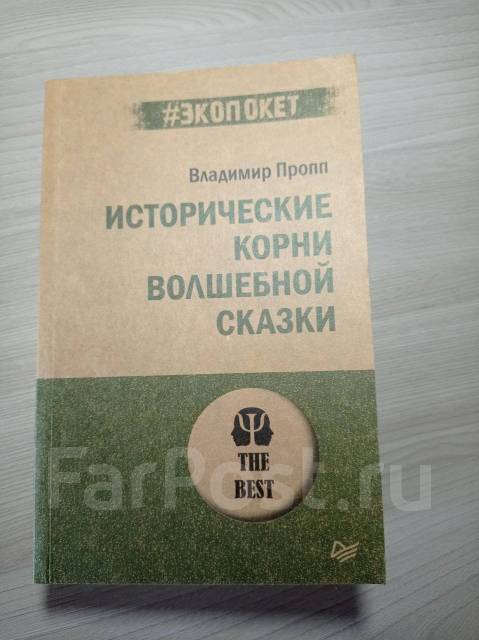 #ЭКОПОКЕТ
Владимир Пропп
ИСТОРИЧЕСКИЕ
КОРНИ
ВОЛШЕБНОЙ
СКАЗКИ
Ψ
THE
BEST
FarPost.ru